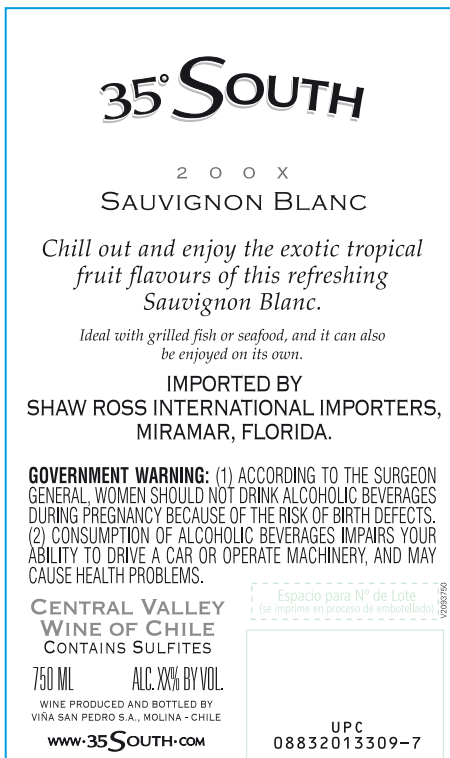 35° SOUTH
200X
SAUVIGNON BLANC
Chill out and enjoy the exotic tropical
fruit flavours of this refreshing
Sauvignon Blanc.
Ideal with grilled fish or seafood, and it can also
be enjoyed on its own.
IMPORTED BY
SHAW ROSS INTERNATIONAL IMPORTERS,
MIRAMAR, FLORIDA.
GOVERNMENT WARNING: (1) ACCORDING TO THE SURGEON
GENERAL, WOMEN SHOULD NOT DRINK ALCOHOLIC BEVERAGES
DURING PREGNANCY BECAUSE OF THE RISK OF BIRTH DEFECTS.
(2) CONSUMPTION OF ALCOHOLIC BEVERAGES IMPAIRS YOUR
ABILITY TO DRIVE A CAR OR OPERATE MACHINERY, AND MAY
CAUSE HEALTH PROBLEMS.
Espacio para Nº de Lote
(se imprime en proceso de embotellado)
V2093750
CENTRAL VALLEY
WINE OF CHILE
CONTAINS SULFITES
750 ML ALC. XX% BY VOL.
WINE PRODUCED AND BOTTLED BY
VIÑA SAN PEDRO S.A., MOLINA - CHILE
WWW·35SOUTH·COM
UPC
08832013309-7